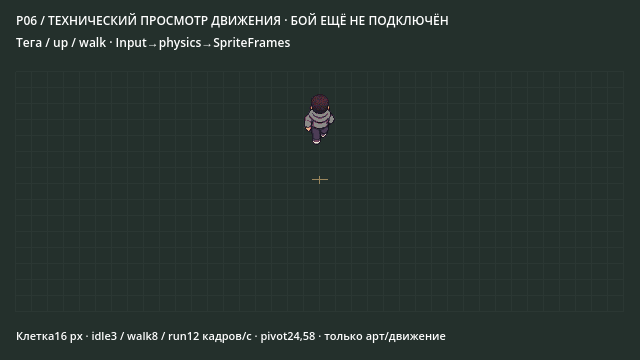 P06 / ТЕХНИЧЕСКИЙ ПРОСМОТР ДВИЖЕНИЯ · БОЙ ЕЩЁ НЕ ПОДКЛЮЧЁН
Тега / up / walk · Input→physics→SpriteFrames
Клетка16 px · idle3 / walk8 / run12 кадров/с · pivot24,58 · только арт/движение